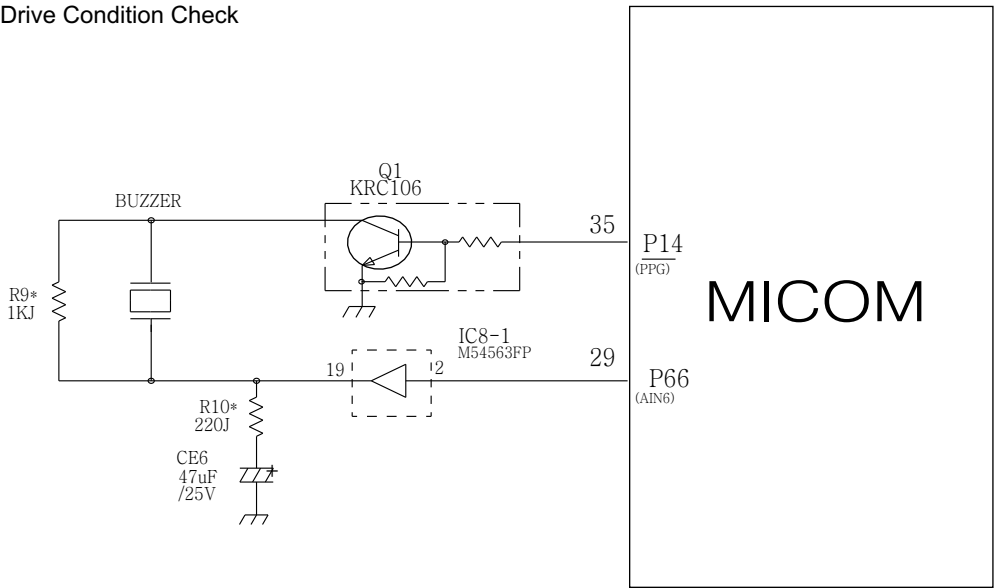 Drive Condition Check
Q1
KRC106
BUZZER
35
P14
(PPG)
R9*
1KJ
MICOM
IC8-1
M54563FP
19
2
29
P66
(AIN6)
R10*
220J
CE6
47uF
/25V
+